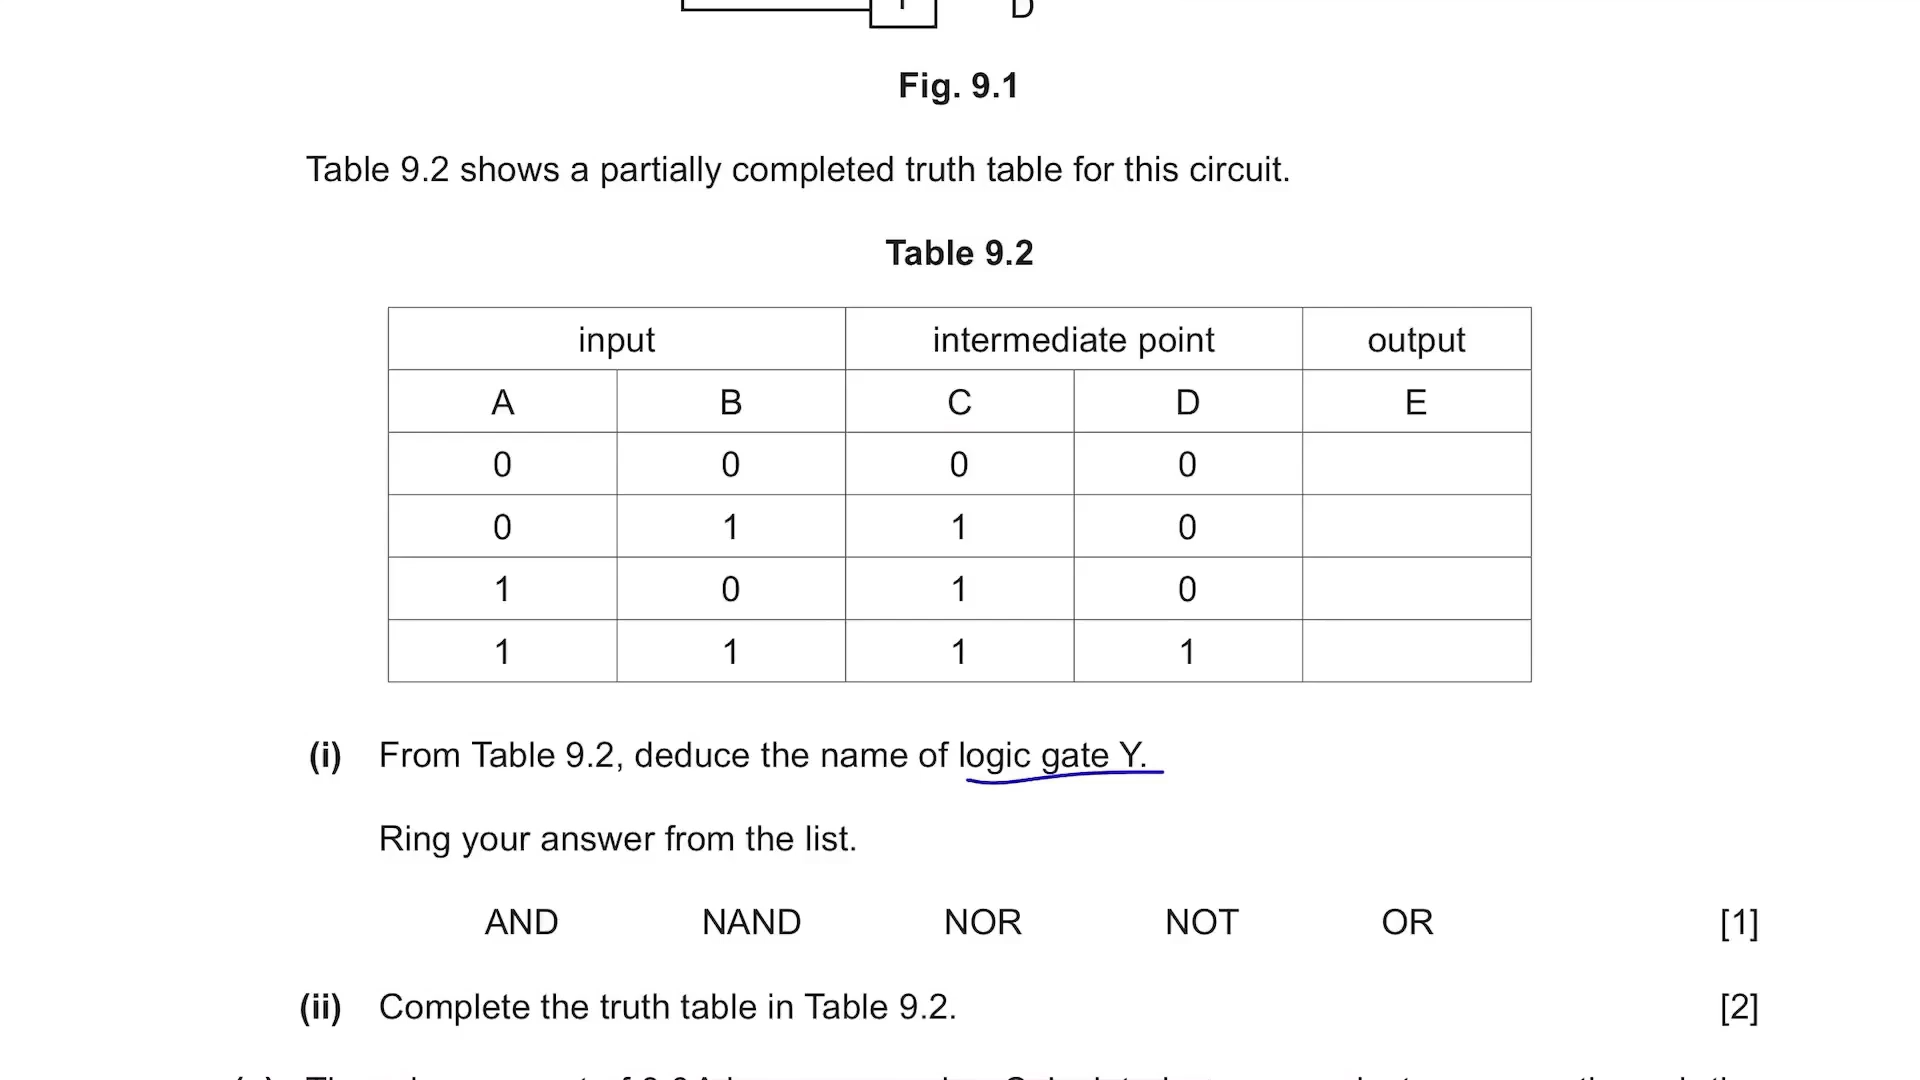 D
Fig. 9.1
Table 9.2 shows a partially completed truth table for this circuit.
Table 9.2
input intermediate point output
A B C D E
0 0 0 0
0 1 1 0
1 0 1 0
1 1 1 1
(i) From Table 9.2, deduce the name of logic gate Y.
Ring your answer from the list.
AND NAND NOR NOT OR [1]
(ii) Complete the truth table in Table 9.2. [2]